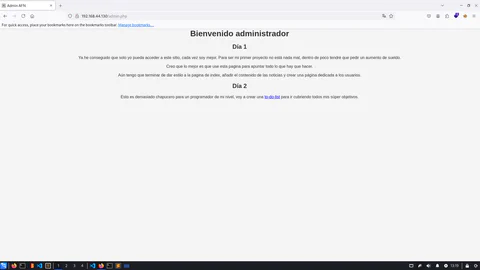 Admin MTX
192.168.44.130/admin.php
For quick access, place your bookmarks here on the bookmarks toolbar. Manage bookmarks...
Bienvenido administrador
Día 1
Ya he conseguido que solo yo pueda acceder a este sitio, cada vez soy mejor. Para ser mi primer proyecto no está nada mal, dentro de poco tendré que pedir un aumento de sueldo.
Creo que lo mejor es que use esta pagina para apuntar todo lo que hay que hacer.
Aún tengo que terminar de dar estilo a la pagina de index, añadir el contenido de las noticias y crear una página dedicada a los usuarios.
Día 2
Esto es demasiado chapucero para un programador de mi nivel, voy a crear una to-do list para ir cubriendo todos mis súper objetivos.
1 2 3 4